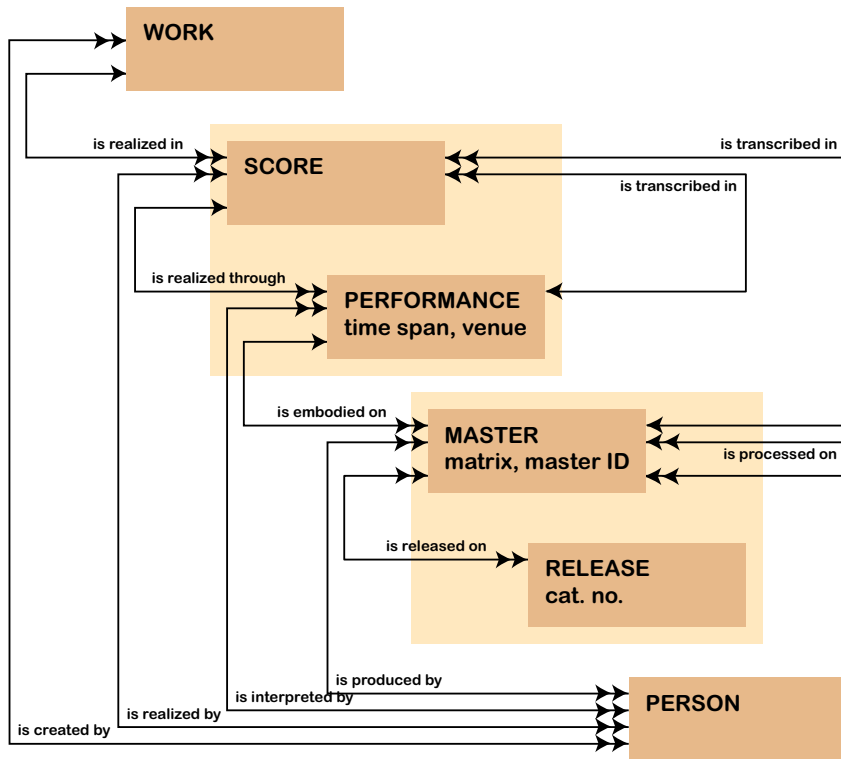 WORK
is realized in
is transcribed in
SCORE
is transcribed in
is realized through
PERFORMANCE
time span, venue
is embodied on
MASTER
matrix, master ID
is processed on
is released on
RELEASE
cat. no.
is produced by
is interpreted by
PERSON
is realized by
is created by